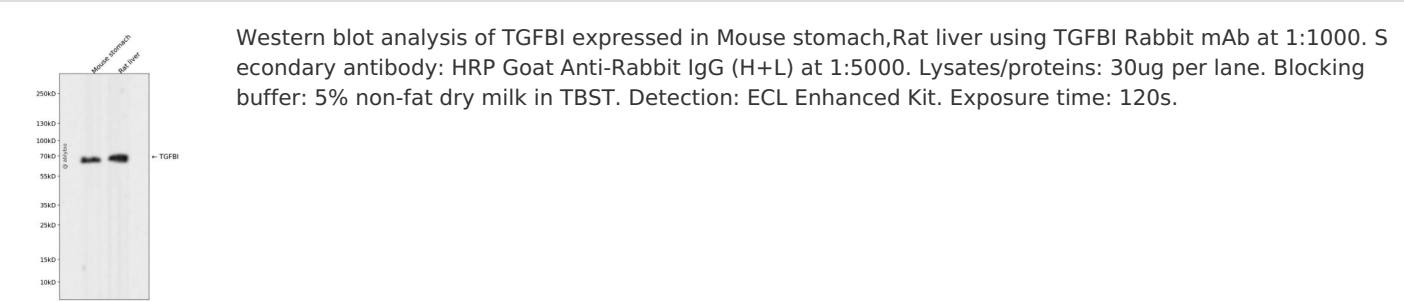 Mouse stomach
Rat liver
250kD
130kD
100kD
70kD
55kD
35kD
25kD
15kD
10kD
@ abybio
← TGFBI
Western blot analysis of TGFBI expressed in Mouse stomach,Rat liver using TGFBI Rabbit mAb at 1:1000. S
econdary antibody: HRP Goat Anti-Rabbit IgG (H+L) at 1:5000. Lysates/proteins: 30ug per lane. Blocking
buffer: 5% non-fat dry milk in TBST. Detection: ECL Enhanced Kit. Exposure time: 120s.